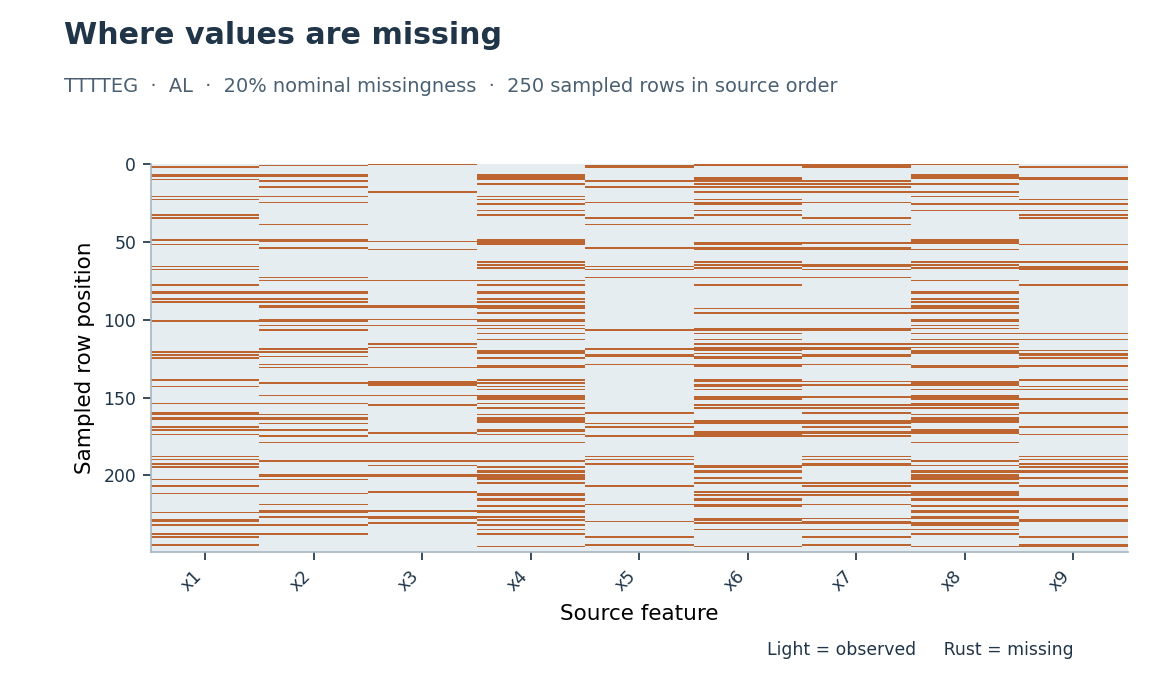 Where values are missing
TTTTEG · AL · 20% nominal missingness · 250 sampled rows in source order
0
50
100
150
200
Sampled row position
x1 x2 x3 x4 x5 x6 x7 x8 x9
Source feature
Light = observed Rust = missing